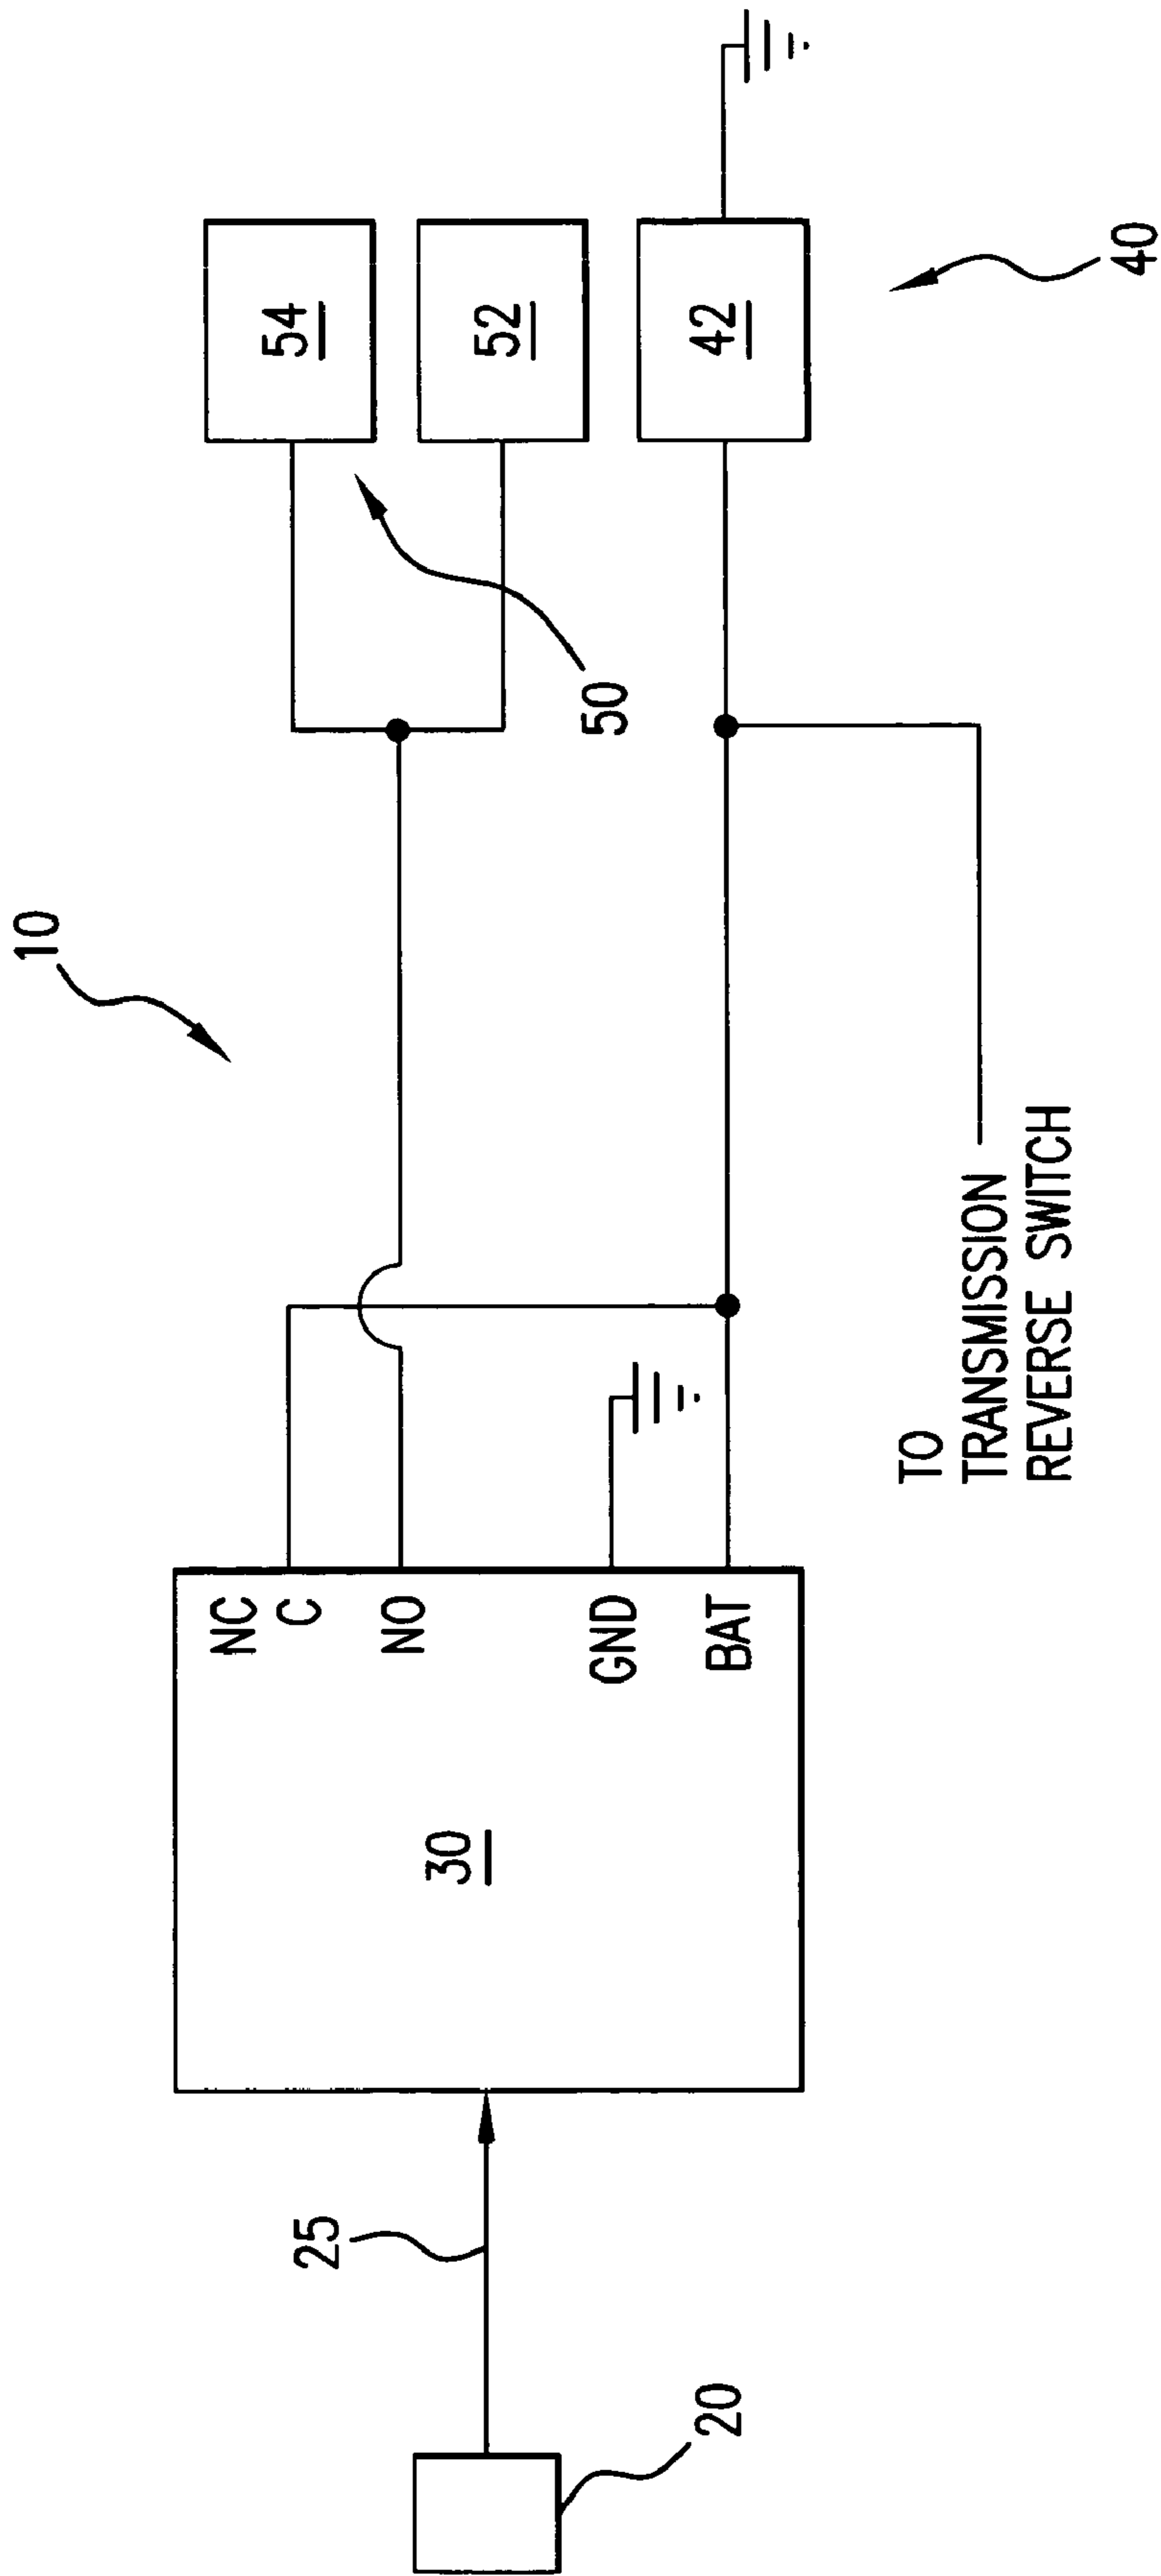 10
54
52
42
50
40
NC
C
NO
GND
BAT
30
25
20
TO
TRANSMISSION
REVERSE SWITCH